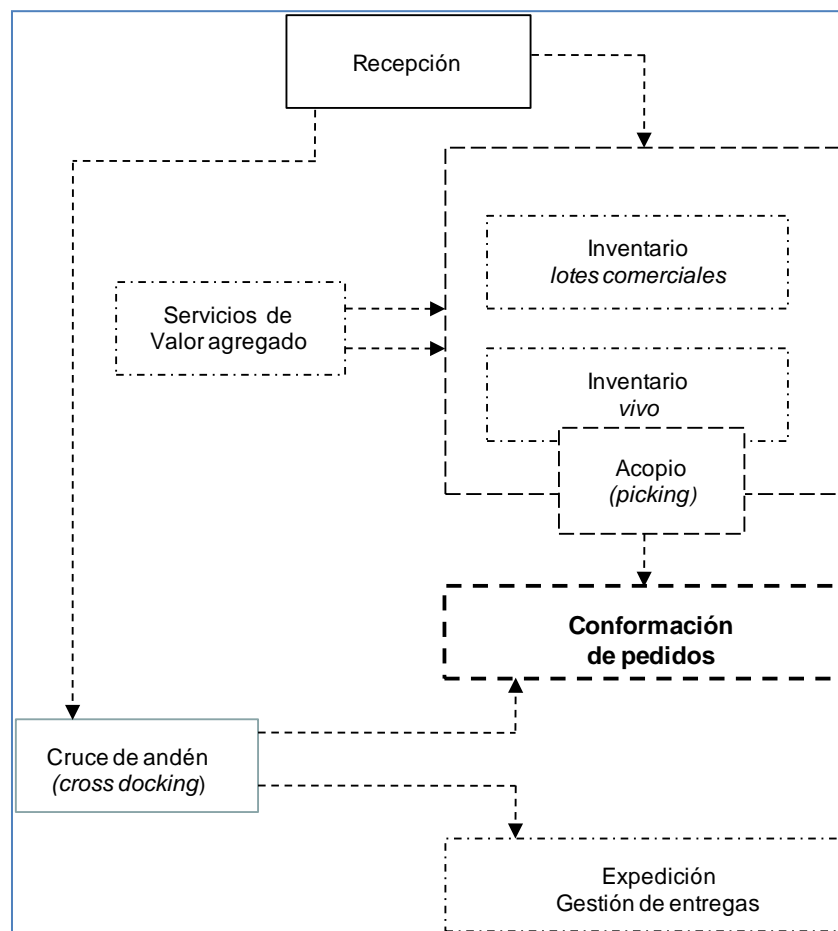 Recepción
Inventario
lotes comerciales
Servicios de
Valor agregado
Inventario
vivo
Acopio
(picking)
Conformación
de pedidos
Cruce de andén
(cross docking)
Expedición
Gestión de entregas